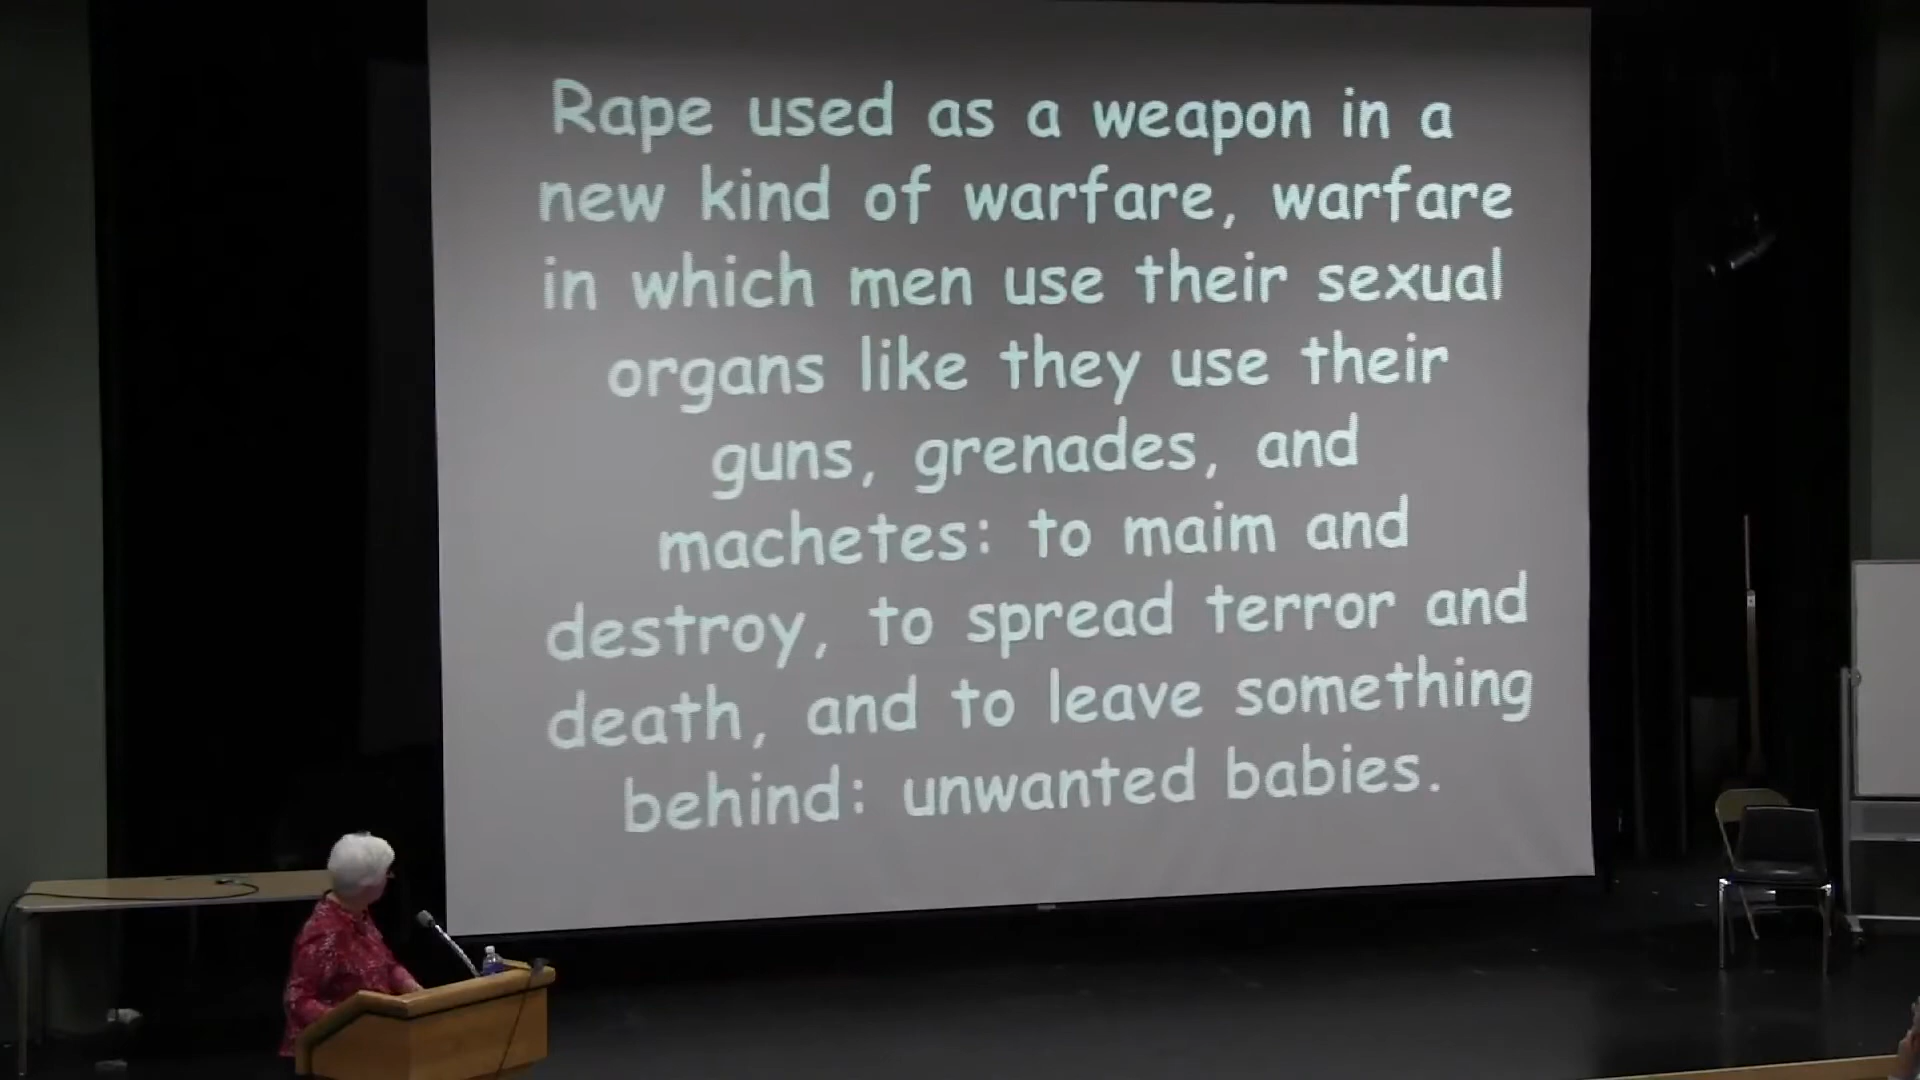 Rape used as a weapon in a
new kind of warfare, warfare
in which men use their sexual
organs like they use their
guns, grenades, and
machetes: to maim and
destroy, to spread terror and
death, and to leave something
behind: unwanted babies.